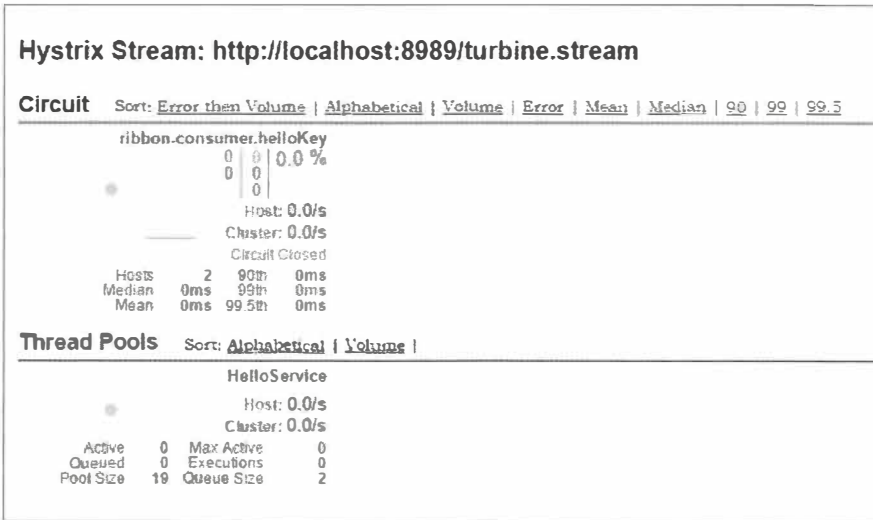 Hystrix Stream: http://localhost:8989/turbine.stream
Circuit Sort: Error then Volume | Alphabetical | Volume | Error | Mean | Median | 90 | 99 | 99.5
ribbon-consumer.helloKey
0 | 0 | 0.0 %
0 | 0
0
Host: 0.0/s
Cluster: 0.0/s
Circuit Closed
Hosts 2 90th 0ms
Median 0ms 99th 0ms
Mean 0ms 99.5th 0ms
Thread Pools Sort: Alphabetical | Volume |
HelloService
Host: 0.0/s
Cluster: 0.0/s
Active 0 Max Active 0
Queued 0 Executions 0
Pool Size 19 Queue Size 2